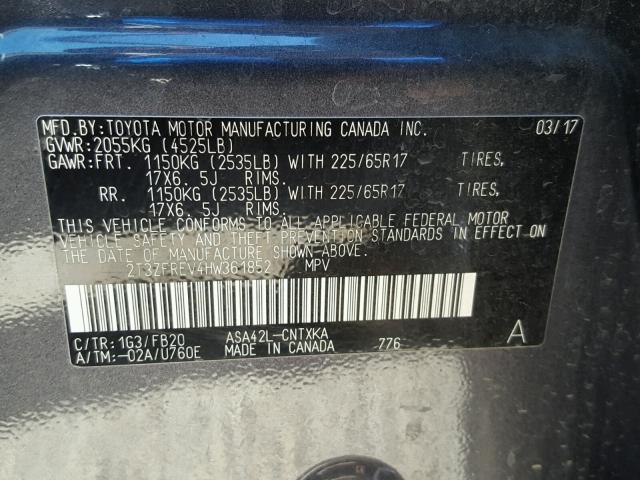 MFD.BY:TOYOTA MOTOR MANUFACTURING CANADA INC. 03/17
GVWR:2055KG (4525LB)
GAWR:FRT. 1150KG (2535LB) WITH 225/65R17 TIRES,
17X6.5J RIMS.
RR. 1150KG (2535LB) WITH 225/65R17 TIRES,
17X6.5J RIMS.
THIS VEHICLE CONFORMS TO ALL APPLICABLE FEDERAL MOTOR
VEHICLE SAFETY AND THEFT PREVENTION STANDARDS IN EFFECT ON
THE DATE OF MANUFACTURE SHOWN ABOVE.
2T3ZFREV4HW361852 MPV
C/TR:1G3/FB20 ASA42L-CNTXKA
A/TM:-02A/U760E MADE IN CANADA 776 A